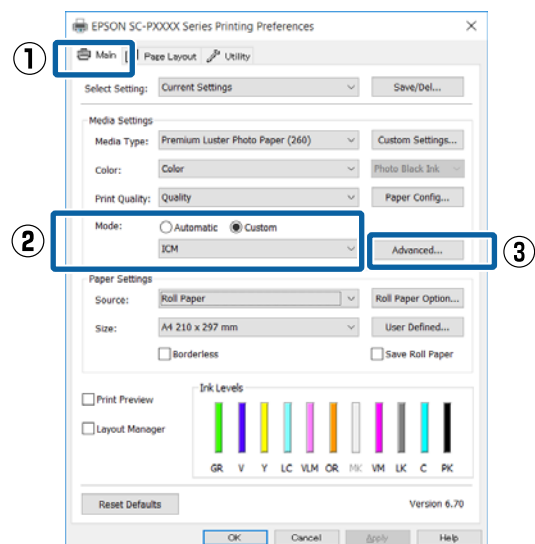 EPSON SC-PXXXX Series Printing Preferences
① Main Page Layout Utility
Select Setting: Current Settings Save/Del...
Media Settings
Media Type: Premium Luster Photo Paper (260) Custom Settings...
Color: Color Photo Black Ink
Print Quality: Quality Paper Config...
Mode: Automatic Custom
② ICM Advanced... ③
Paper Settings
Source: Roll Paper Roll Paper Option...
Size: A4 210 x 297 mm User Defined...
Borderless Save Roll Paper
Ink Levels
Print Preview
Layout Manager
GR V Y LC VLM OR MK VM LK C PK
Reset Defaults Version 6.70
OK Cancel Apply Help